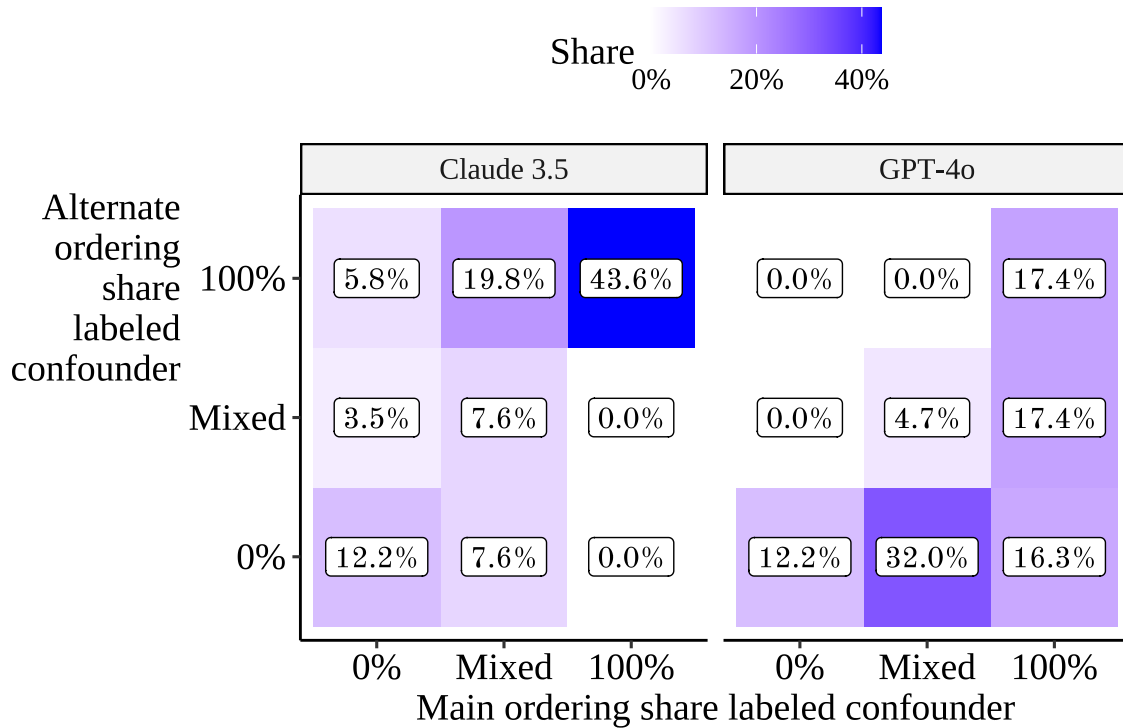 Share
0% 20% 40%
Claude 3.5 GPT-4o
Alternate
ordering
share
labeled
confounder
100% 5.8% 19.8% 43.6% 0.0% 0.0% 17.4%
Mixed 3.5% 7.6% 0.0% 0.0% 4.7% 17.4%
0% 12.2% 7.6% 0.0% 12.2% 32.0% 16.3%
0% Mixed 100% 0% Mixed 100%
Main ordering share labeled confounder